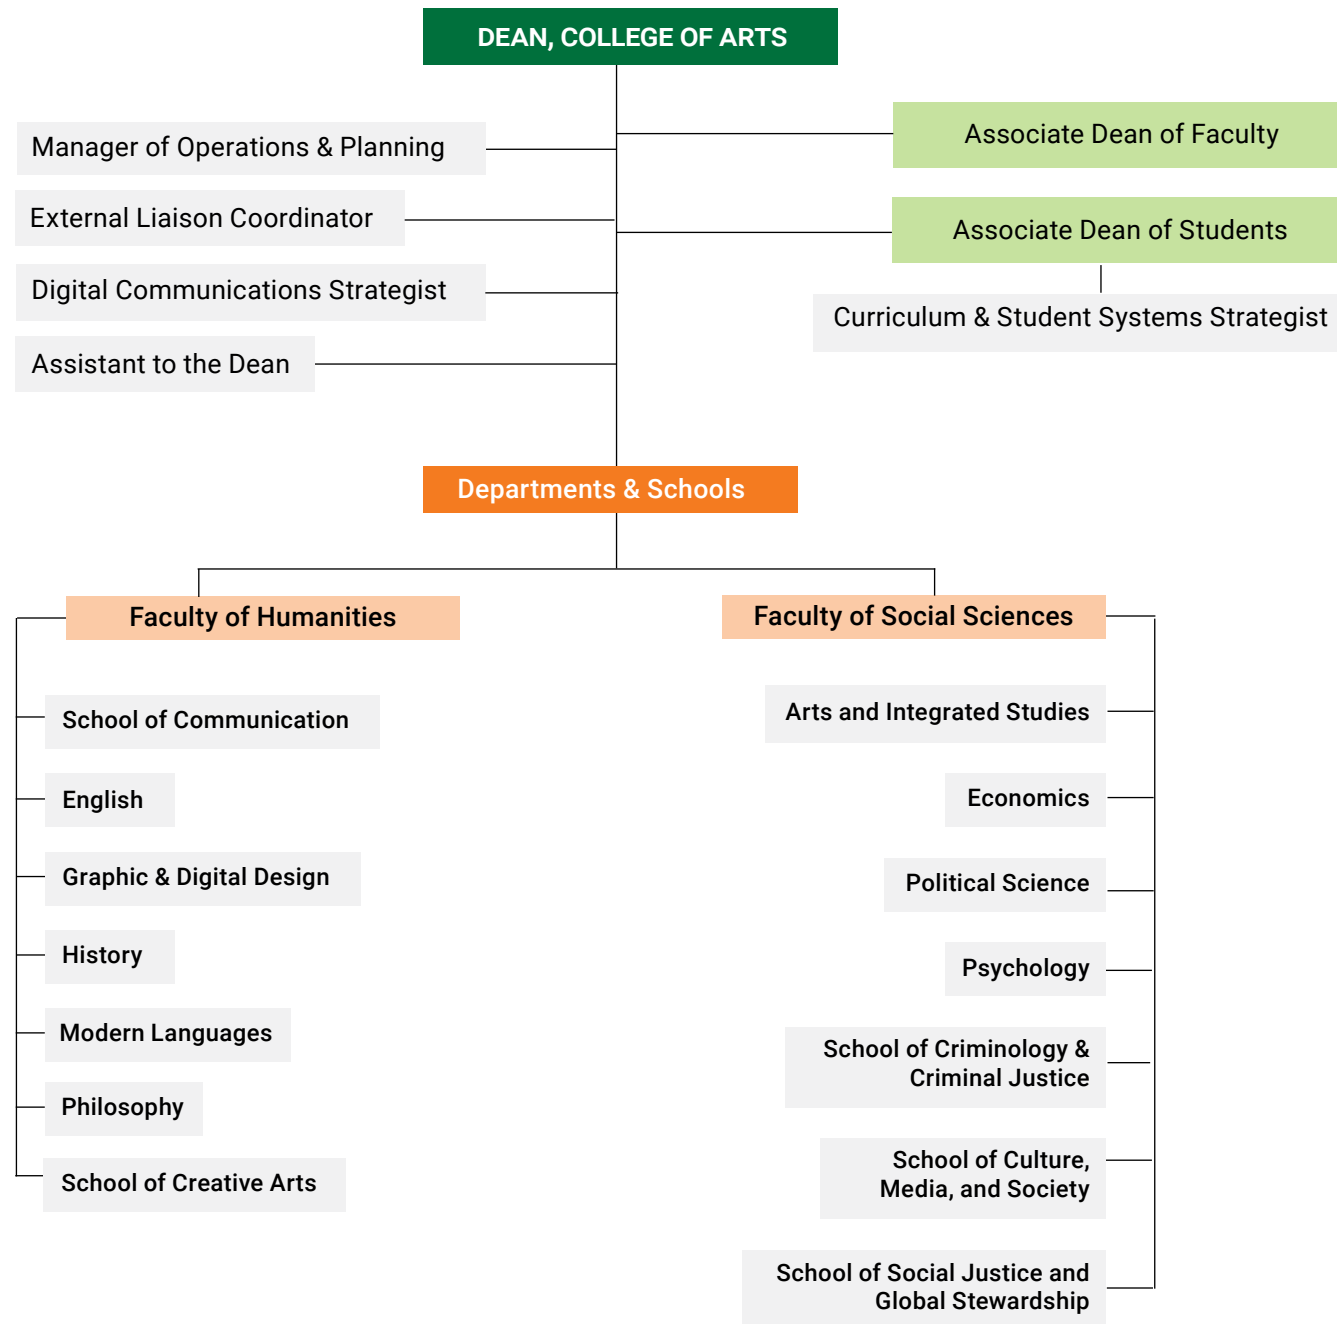 DEAN, COLLEGE OF ARTS
Manager of Operations & Planning
External Liaison Coordinator
Digital Communications Strategist
Assistant to the Dean
Associate Dean of Faculty
Associate Dean of Students
Curriculum & Student Systems Strategist
Departments & Schools
Faculty of Humanities
School of Communication
English
Graphic & Digital Design
History
Modern Languages
Philosophy
School of Creative Arts
Faculty of Social Sciences
Arts and Integrated Studies
Economics
Political Science
Psychology
School of Criminology &
Criminal Justice
School of Culture,
Media, and Society
School of Social Justice and
Global Stewardship